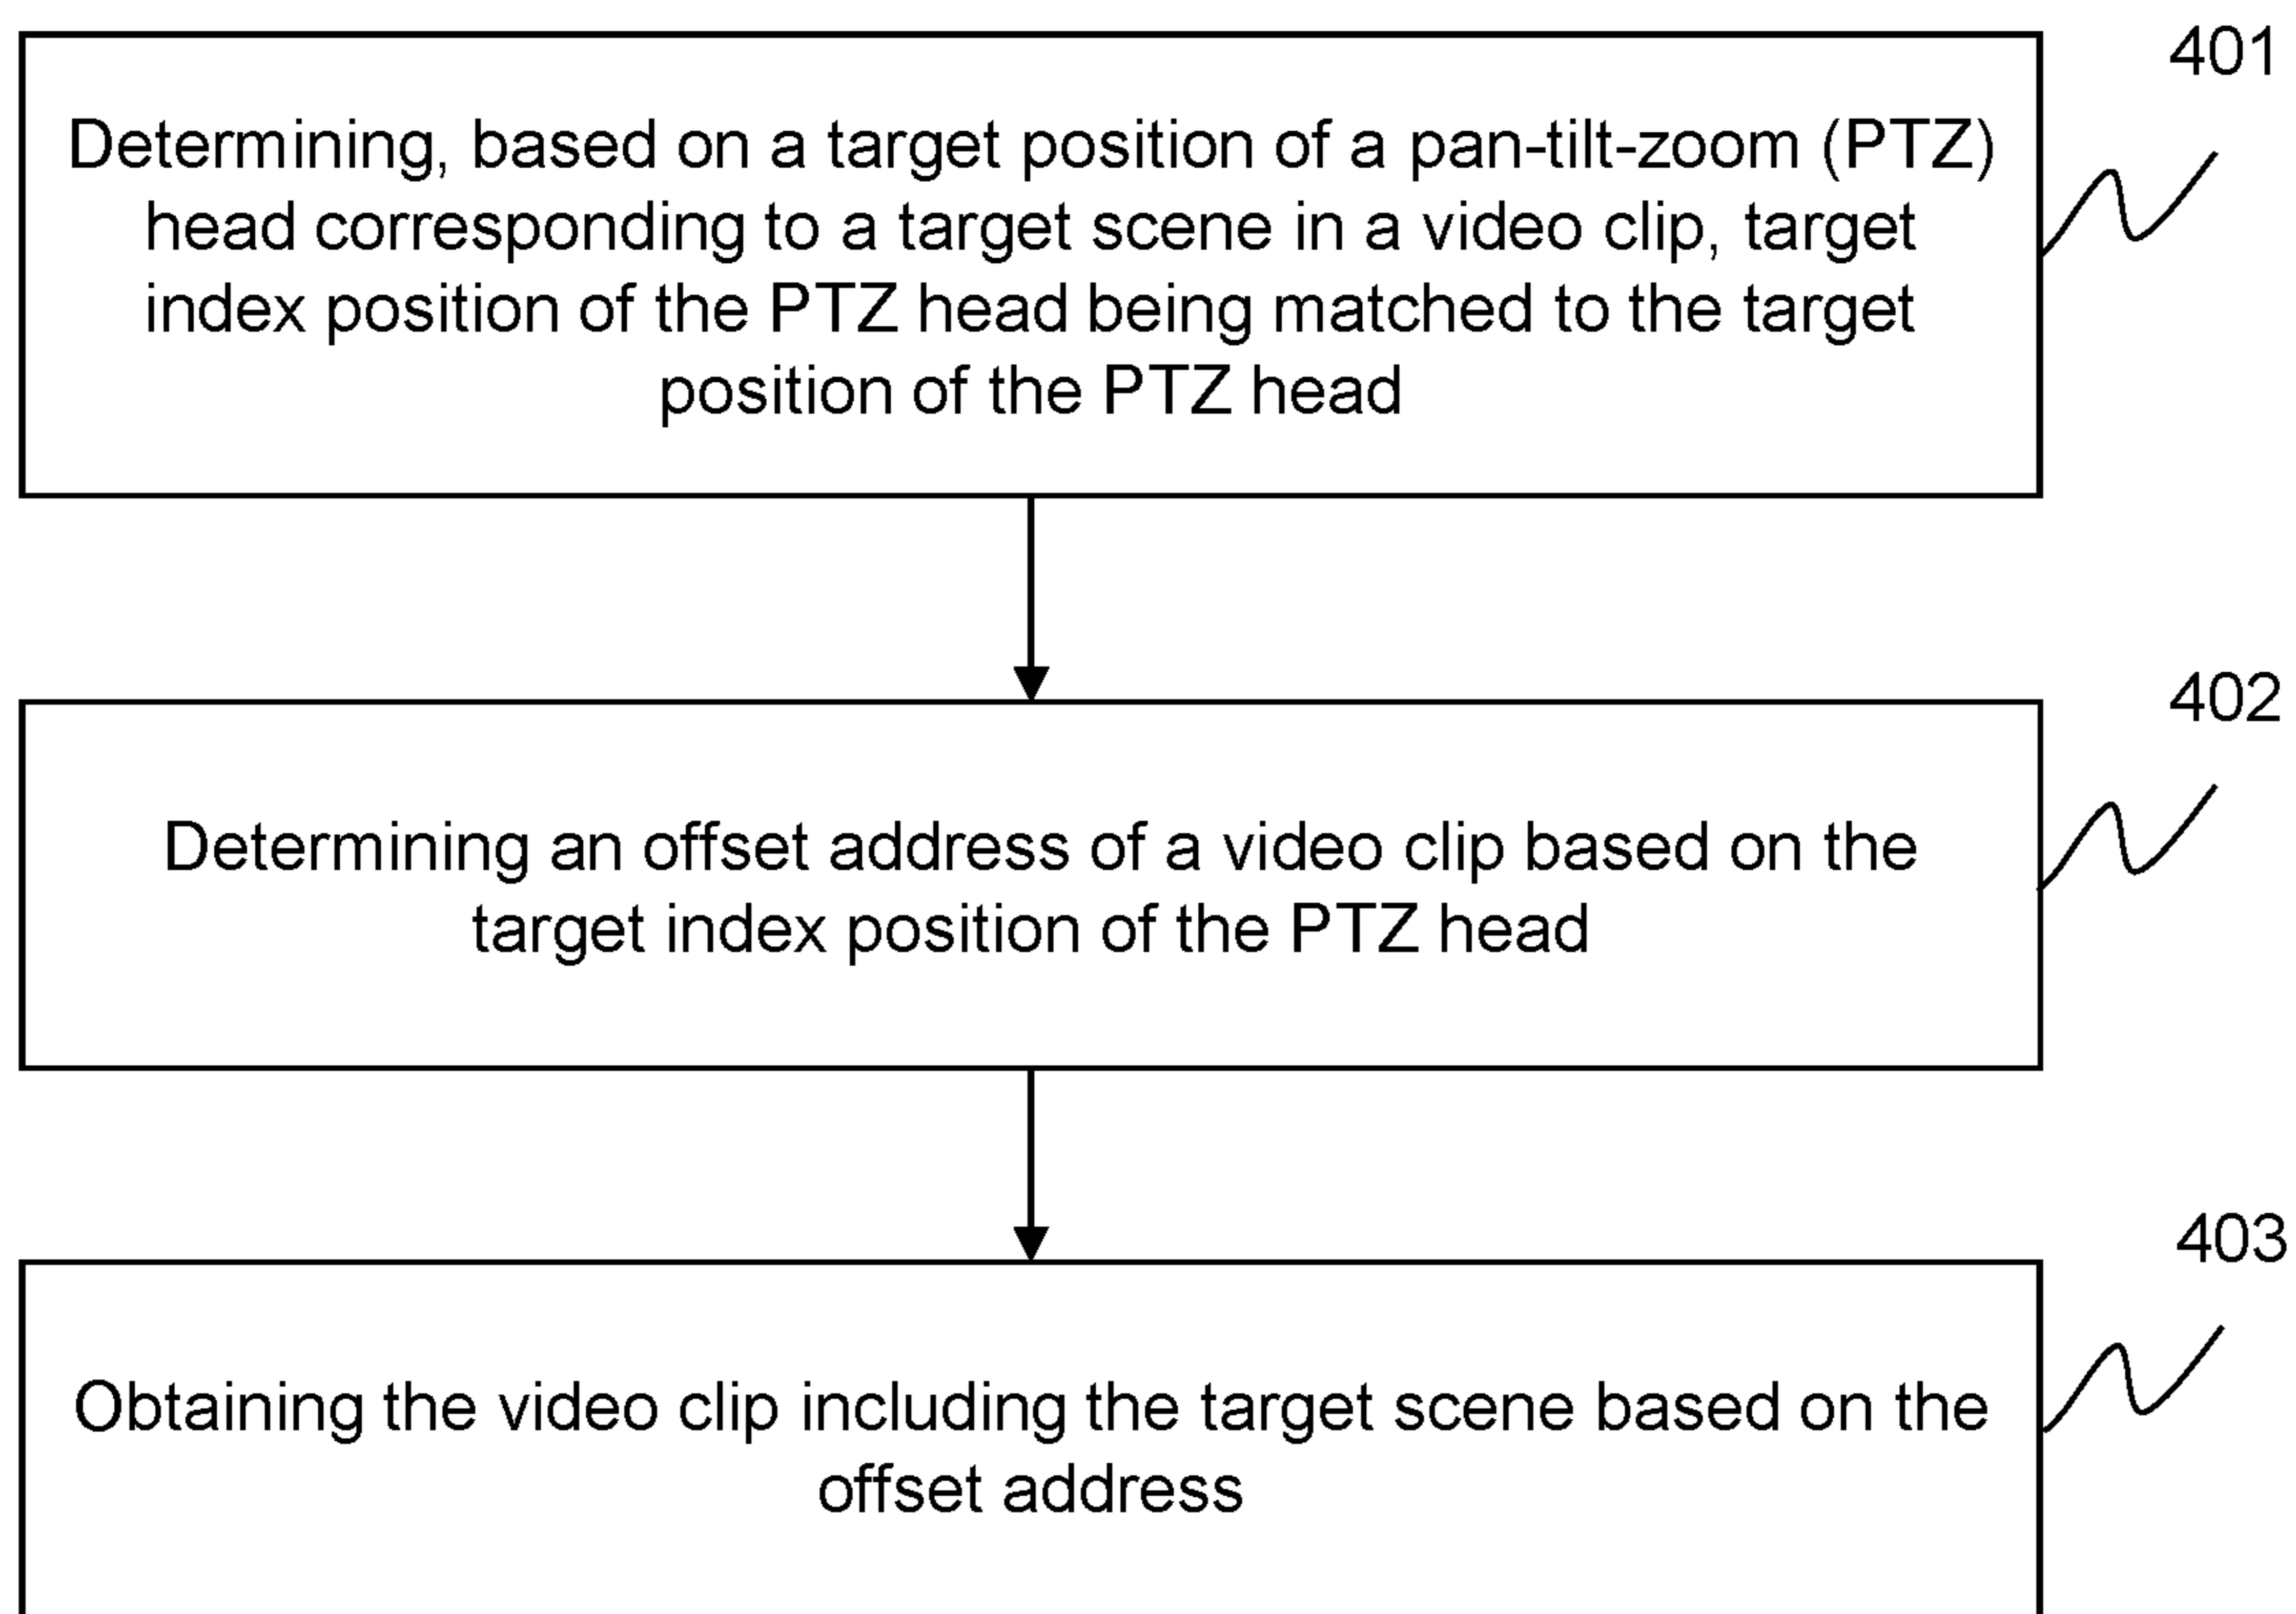 401
Determining, based on a target position of a pan-tilt-zoom (PTZ)
head corresponding to a target scene in a video clip, target
index position of the PTZ head being matched to the target
position of the PTZ head
402
Determining an offset address of a video clip based on the
target index position of the PTZ head
403
Obtaining the video clip including the target scene based on the
offset address